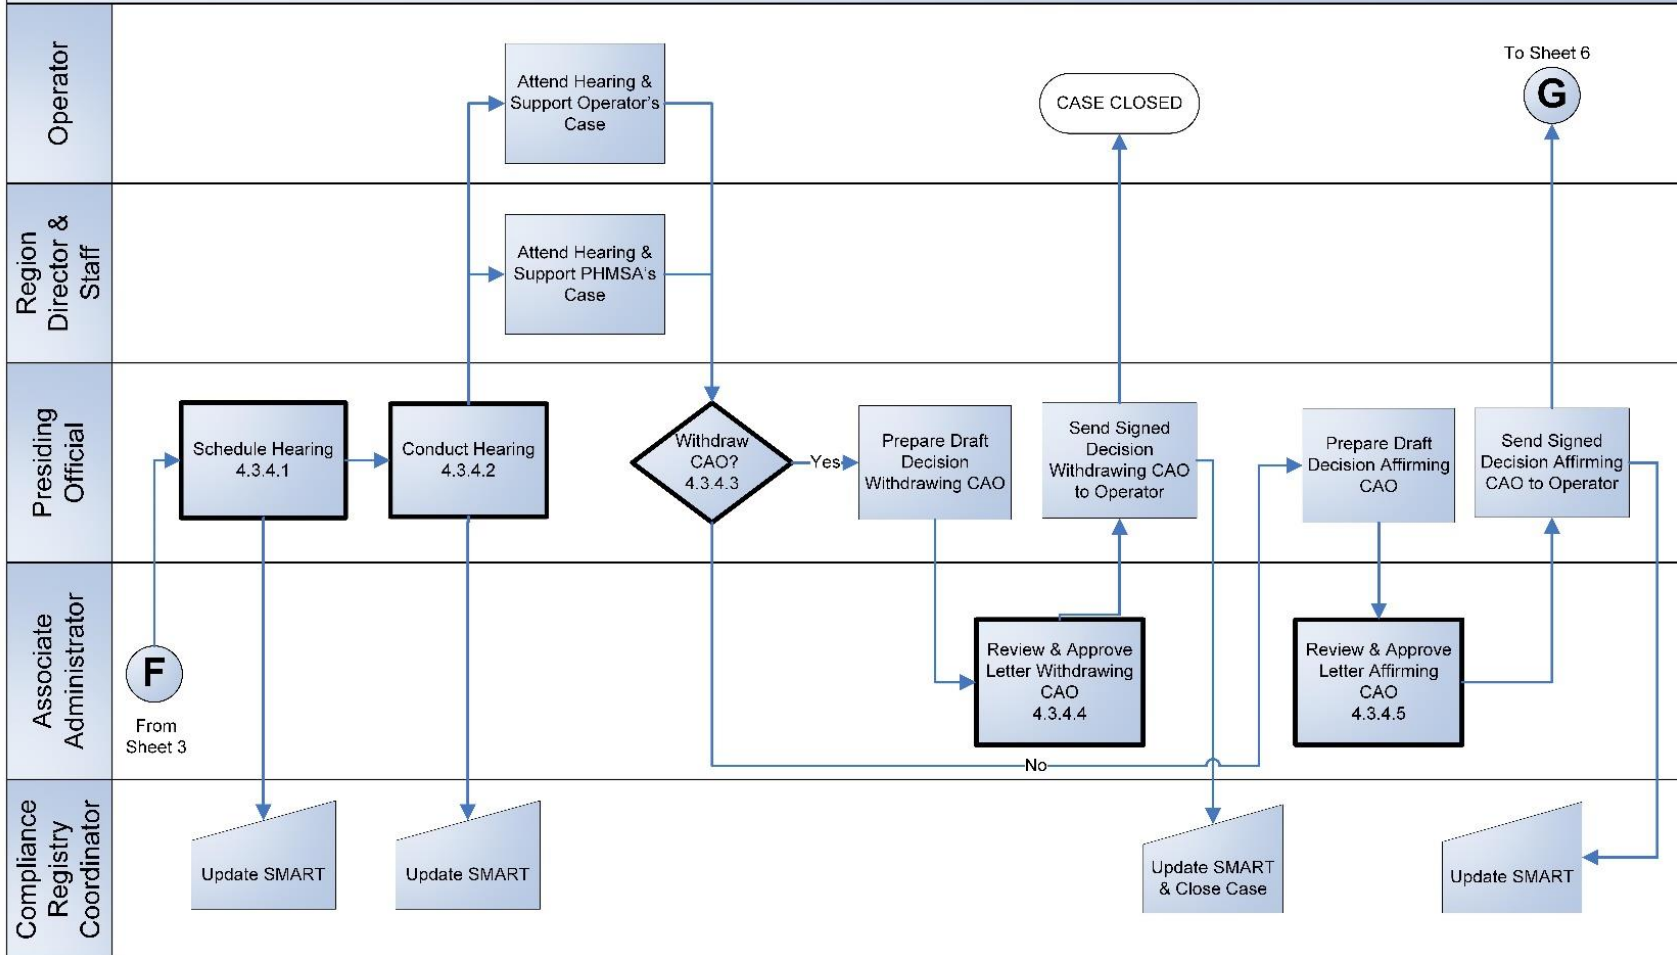 Operator
Attend Hearing &
Support Operator's
Case
CASE CLOSED
To Sheet 6
G
Region
Director &
Staff
Attend Hearing &
Support PHMSA's
Case
Presiding
Official
Schedule Hearing
4.3.4.1
Conduct Hearing
4.3.4.2
Withdraw
CAO?
4.3.4.3
Yes
Prepare Draft
Decision
Withdrawing CAO
Send Signed
Decision
Withdrawing CAO
to Operator
Prepare Draft
Decision Affirming
CAO
Send Signed
Decision Affirming
CAO to Operator
Associate
Administrator
F
From
Sheet 3
Review & Approve
Letter Withdrawing
CAO
4.3.4.4
Review & Approve
Letter Affirming
CAO
4.3.4.5
No
Compliance
Registry
Coordinator
Update SMART
Update SMART
Update SMART
& Close Case
Update SMART